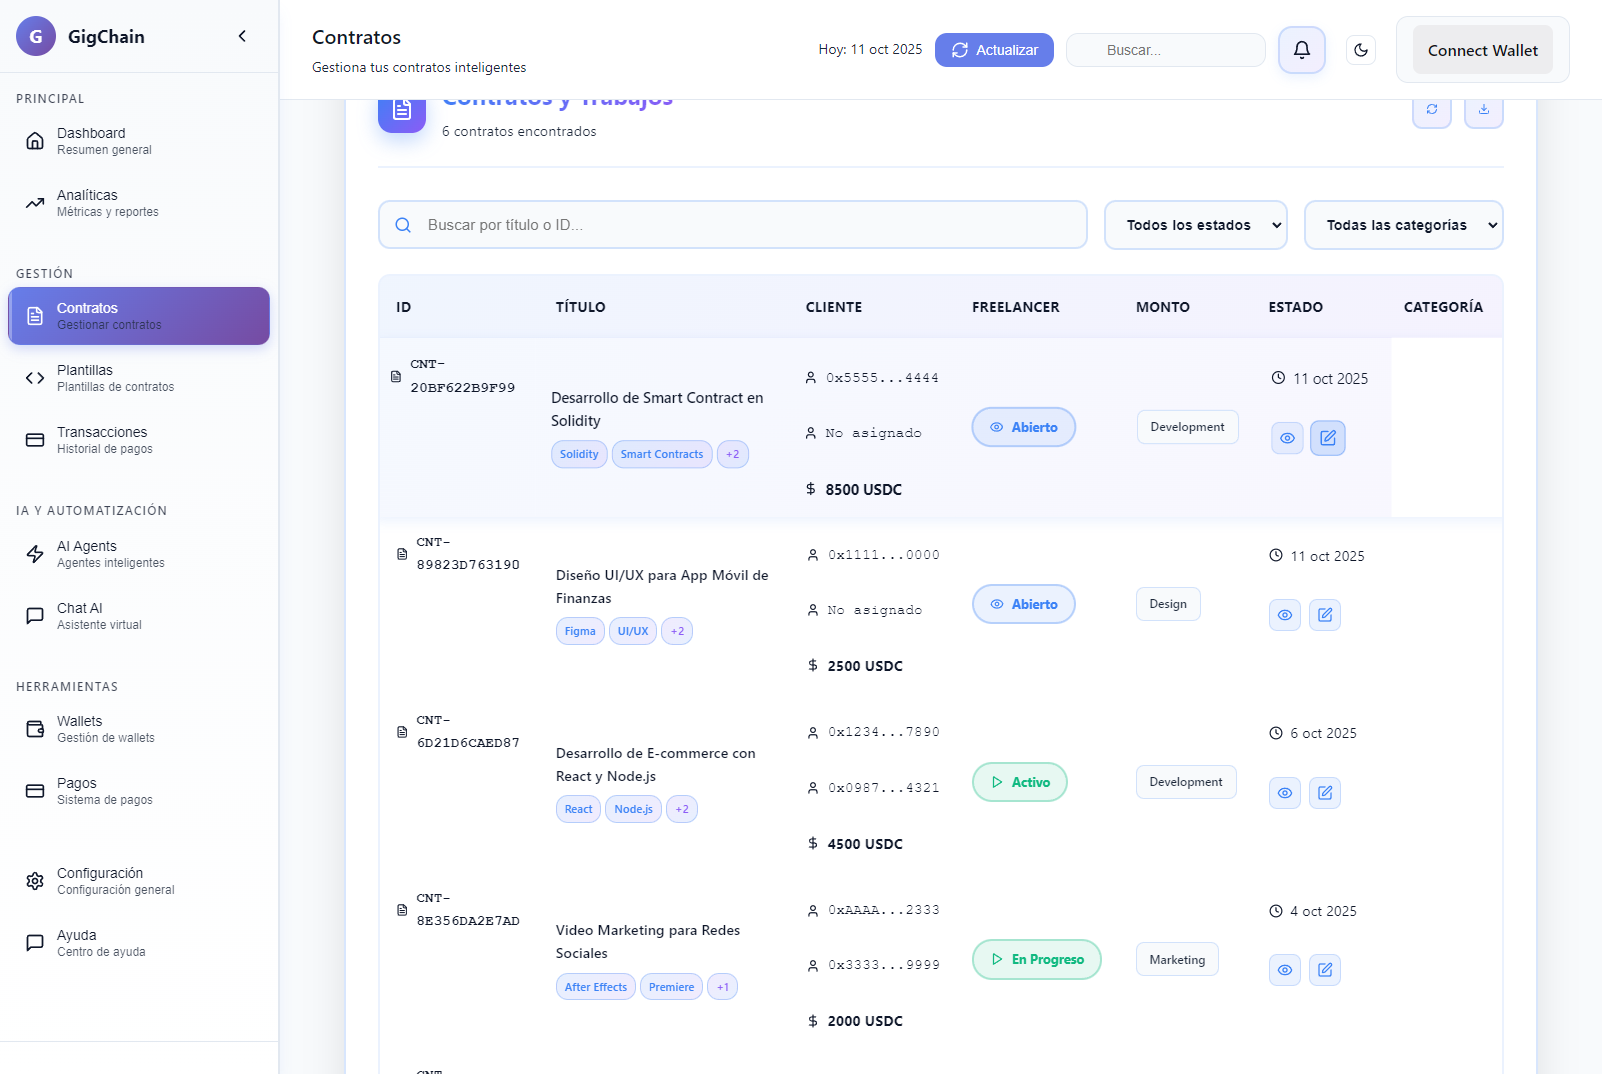 G GigChain
PRINCIPAL
Dashboard
Resumen general
Analíticas
Métricas y reportes
GESTIÓN
Contratos
Gestionar contratos
Plantillas
Plantillas de contratos
Transacciones
Historial de pagos
IA Y AUTOMATIZACIÓN
AI Agents
Agentes inteligentes
Chat AI
Asistente virtual
HERRAMIENTAS
Wallets
Gestión de wallets
Pagos
Sistema de pagos
Configuración
Configuración general
Ayuda
Centro de ayuda
Contratos
Gestiona tus contratos inteligentes
Hoy: 11 oct 2025
Actualizar
Buscar...
Connect Wallet
Contratos y Trabajos
6 contratos encontrados
Buscar por título o ID...
Todos los estados
Todas las categorías
ID TÍTULO CLIENTE FREELANCER MONTO ESTADO CATEGORÍA
CNT-
20BF622B9F99
Desarrollo de Smart Contract en
Solidity
Solidity Smart Contracts +2
0x5555...4444
No asignado
$ 8500 USDC
Abierto
Development
11 oct 2025
CNT-
89823D763190
Diseño UI/UX para App Móvil de
Finanzas
Figma UI/UX +2
0x1111...0000
No asignado
$ 2500 USDC
Abierto
Design
11 oct 2025
CNT-
6D21D6CAED87
Desarrollo de E-commerce con
React y Node.js
React Node.js +2
0x1234...7890
0x0987...4321
$ 4500 USDC
Activo
Development
6 oct 2025
CNT-
8E356DA2E7AD
Video Marketing para Redes
Sociales
After Effects Premiere +1
0xAAAA...2333
0x3333...9999
$ 2000 USDC
En Progreso
Marketing
4 oct 2025
CNT-